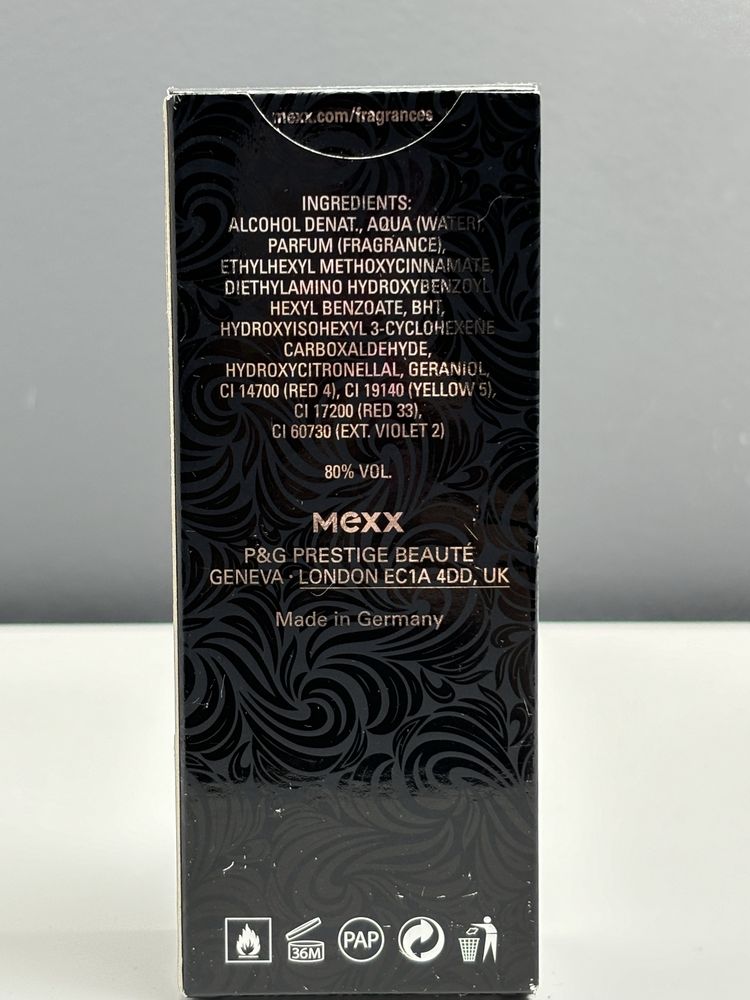 mexx.com/fragrances
INGREDIENTS:
ALCOHOL DENAT., AQUA (WATER),
PARFUM (FRAGRANCE),
ETHYLHEXYL METHOXYCINNAMATE,
DIETHYLAMINO HYDROXYBENZOYL
HEXYL BENZOATE, BHT,
HYDROXYISOHEXYL 3-CYCLOHEXENE
CARBOXALDEHYDE,
HYDROXYCITRONELLAL, GERANIOL,
CI 14700 (RED 4), CI 19140 (YELLOW 5),
CI 17200 (RED 33),
CI 60730 (EXT. VIOLET 2)
80% VOL.
mexx
P&G PRESTIGE BEAUTÉ
GENEVA · LONDON EC1A 4DD, UK
Made in Germany
36M PAP